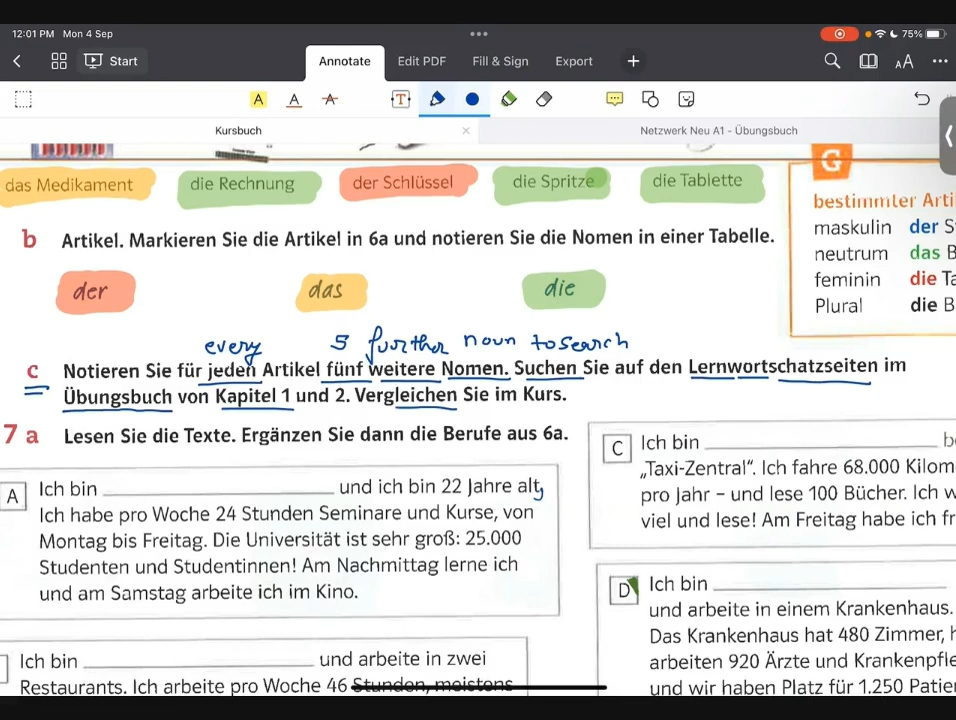 12:01 PM Mon 4 Sep
75%
Start
Annotate
Edit PDF
Fill & Sign
Export
Kursbuch
Netzwerk Neu A1 - Übungsbuch
das Medikament
die Rechnung
der Schlüssel
die Spritze
die Tablette
G
bestimmter Arti
maskulin der S
neutrum das B
feminin die Ta
Plural die B
b Artikel. Markieren Sie die Artikel in 6a und notieren Sie die Nomen in einer Tabelle.
der
das
die
every 5 further noun to search
c Notieren Sie für jeden Artikel fünf weitere Nomen. Suchen Sie auf den Lernwortschatzseiten im
Übungsbuch von Kapitel 1 und 2. Vergleichen Sie im Kurs.
7 a Lesen Sie die Texte. Ergänzen Sie dann die Berufe aus 6a.
A Ich bin ____ und ich bin 22 Jahre alt,
Ich habe pro Woche 24 Stunden Seminare und Kurse, von
Montag bis Freitag. Die Universität ist sehr groß: 25.000
Studenten und Studentinnen! Am Nachmittag lerne ich
und am Samstag arbeite ich im Kino.
Ich bin ____ und arbeite in zwei
Restaurants. Ich arbeite pro Woche 46 Stunden, meistens
C Ich bin ____ be
„Taxi-Zentral“. Ich fahre 68.000 Kilom
pro Jahr – und lese 100 Bücher. Ich w
viel und lese! Am Freitag habe ich fr
D Ich bin ____
und arbeite in einem Krankenhaus.
Das Krankenhaus hat 480 Zimmer, h
arbeiten 920 Ärzte und Krankenpfle
und wir haben Platz für 1.250 Patie